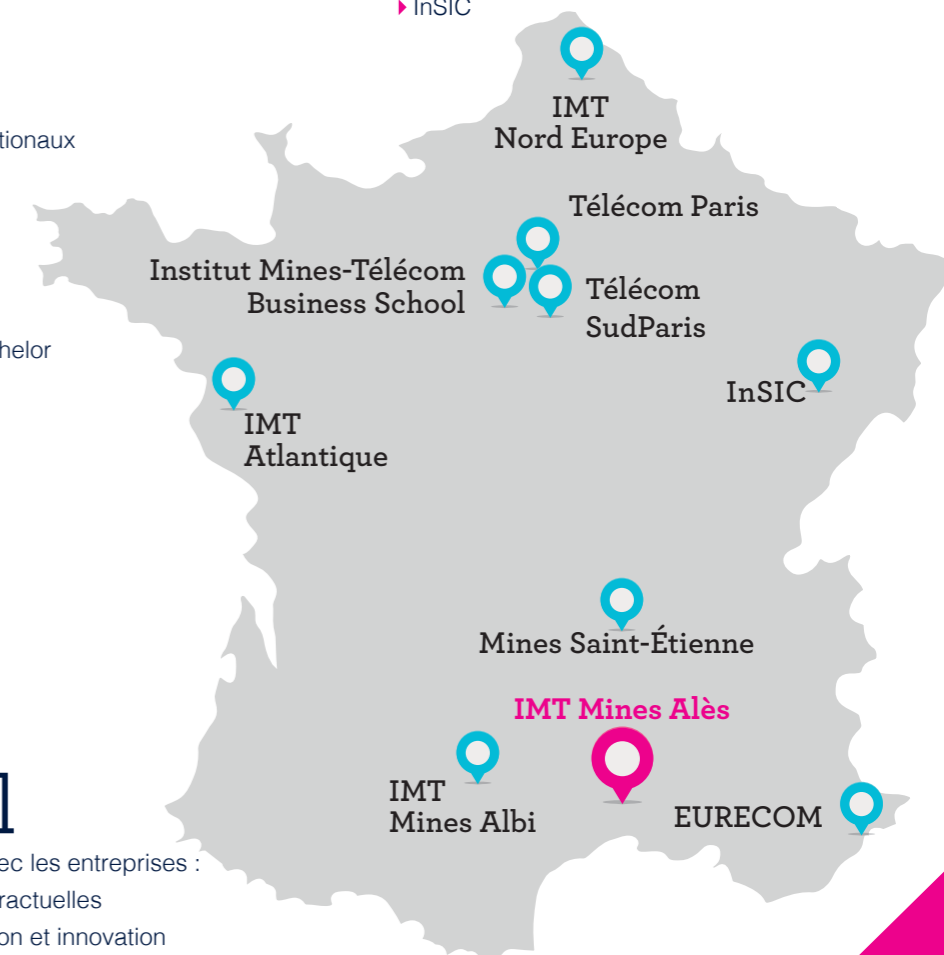 InSIC
tionaux
helor
l
ec les entreprises :
ractuelles
on et innovation
IMT
Nord Europe
Télécom Paris
Institut Mines-Télécom
Business School
Télécom
SudParis
InSIC
IMT
Atlantique
Mines Saint-Étienne
IMT Mines Alès
IMT
Mines Albi
EURECOM